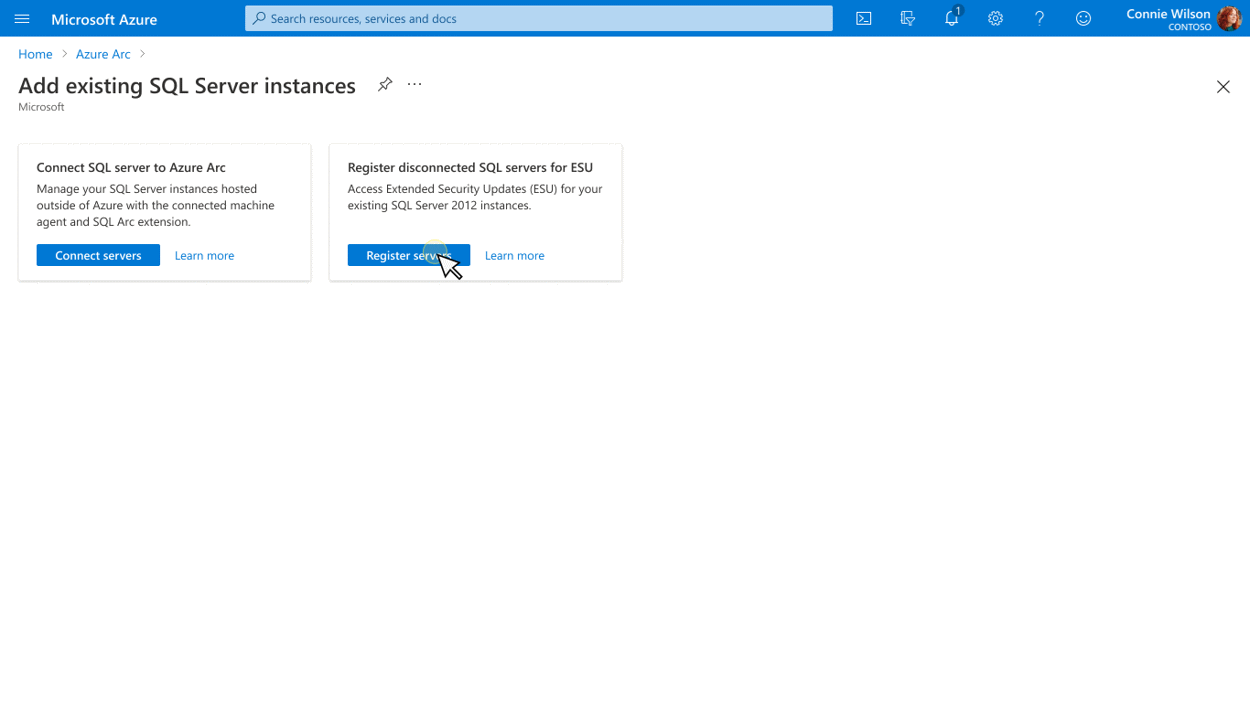 Microsoft Azure
Search resources, services and docs
1
Connie Wilson
CONTOSO
Home > Azure Arc >
Add existing SQL Server instances
...
Microsoft
Connect SQL server to Azure Arc
Manage your SQL Server instances hosted
outside of Azure with the connected machine
agent and SQL Arc extension.
Connect servers
Learn more
Register disconnected SQL servers for ESU
Access Extended Security Updates (ESU) for your
existing SQL Server 2012 instances.
Register servers
Learn more